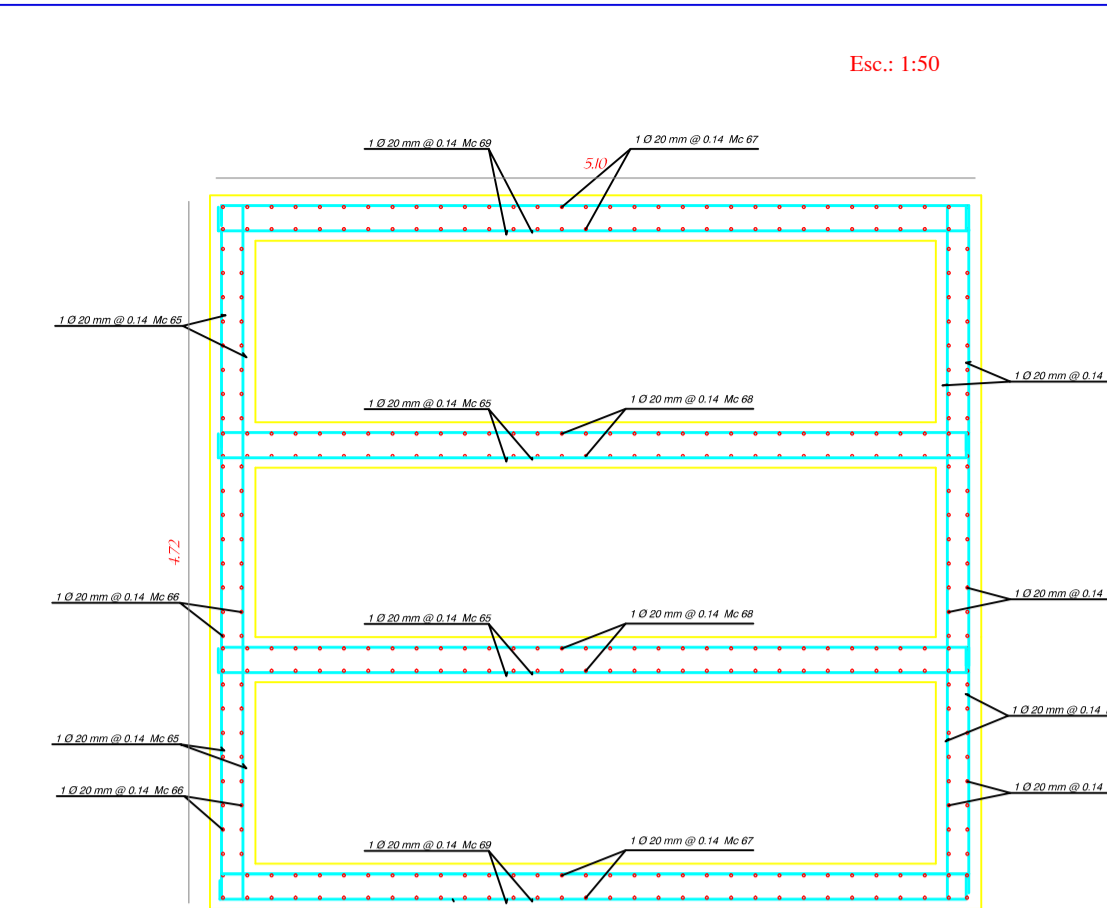 Esc.: 1:50
1 Ø 20 mm @ 0.14 Mc 69
1 Ø 20 mm @ 0.14 Mc 67
5.10
1 Ø 20 mm @ 0.14 Mc 65
1 Ø 20 mm @ 0.14
1 Ø 20 mm @ 0.14 Mc 65
1 Ø 20 mm @ 0.14 Mc 68
4.72
1 Ø 20 mm @ 0.14 Mc 66
1 Ø 20 mm @ 0.14
1 Ø 20 mm @ 0.14 Mc 65
1 Ø 20 mm @ 0.14 Mc 68
1 Ø 20 mm @ 0.14
1 Ø 20 mm @ 0.14 Mc 65
1 Ø 20 mm @ 0.14 Mc 66
1 Ø 20 mm @ 0.14
1 Ø 20 mm @ 0.14 Mc 69
1 Ø 20 mm @ 0.14 Mc 67